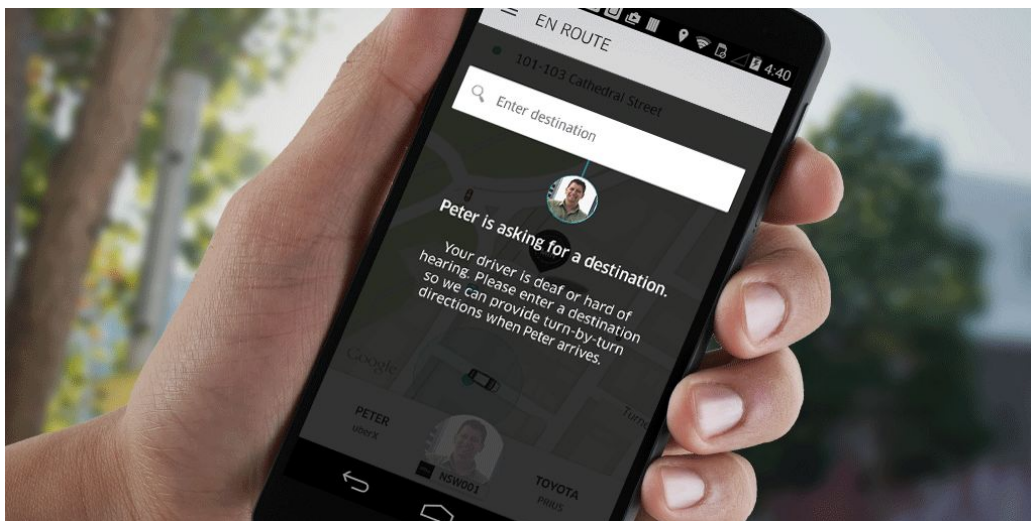 4:40
EN ROUTE
101-103 Cathedral Street
Enter destination
Peter is asking for a destination.
Your driver is deaf or hard of
hearing. Please enter a destination
so we can provide turn-by-turn
directions when Peter arrives.
Google
PETER
uberX
NSW001
TOYOTA
PRIUS